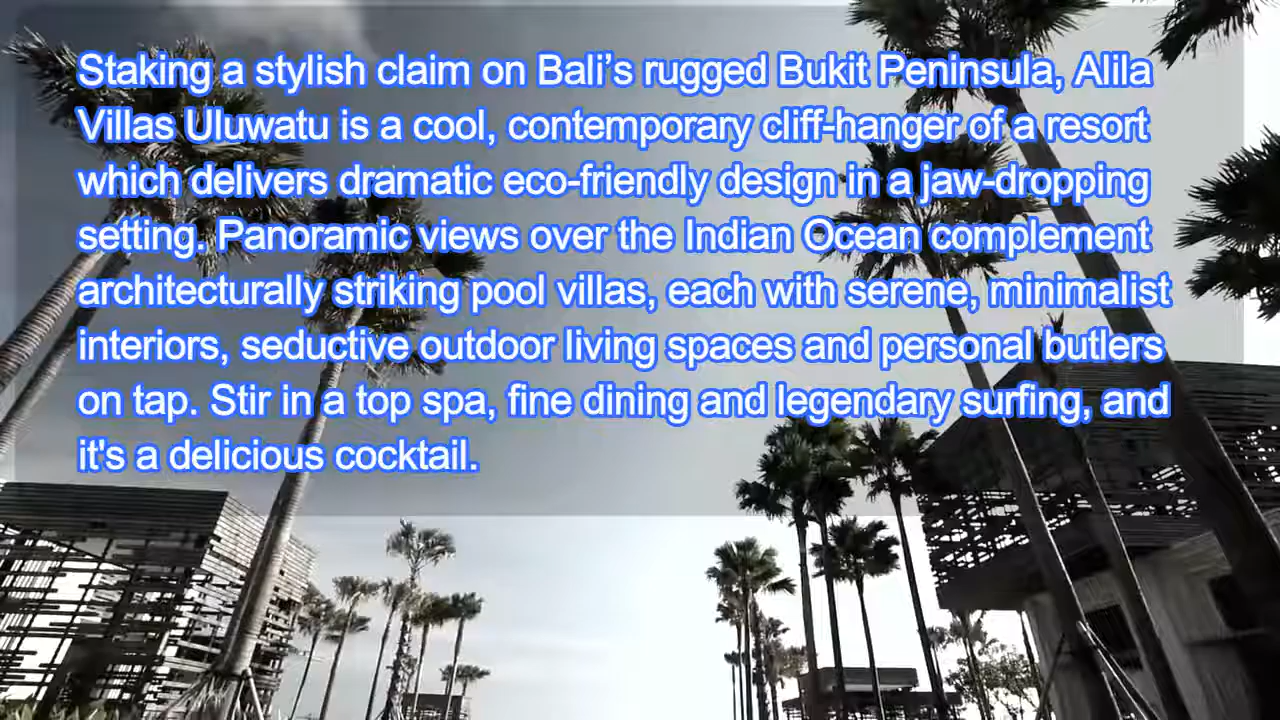 Staking a stylish claim on Bali’s rugged Bukit Peninsula, Alila
Villas Uluwatu is a cool, contemporary cliff-hanger of a resort
which delivers dramatic eco-friendly design in a jaw-dropping
setting. Panoramic views over the Indian Ocean complement
architecturally striking pool villas, each with serene, minimalist
interiors, seductive outdoor living spaces and personal butlers
on tap. Stir in a top spa, fine dining and legendary surfing, and
it's a delicious cocktail.